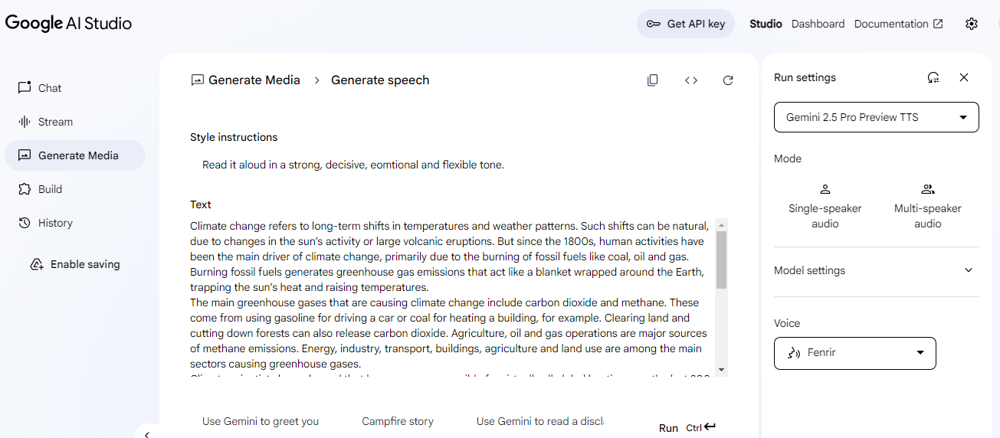 Google AI Studio
Get API key
Studio
Dashboard
Documentation
Chat
Stream
Generate Media
Build
History
Enable saving
Generate Media > Generate speech
Style instructions
Read it aloud in a strong, decisive, eomtional and flexible tone.
Text
Climate change refers to long-term shifts in temperatures and weather patterns. Such shifts can be natural,
due to changes in the sun’s activity or large volcanic eruptions. But since the 1800s, human activities have
been the main driver of climate change, primarily due to the burning of fossil fuels like coal, oil and gas.
Burning fossil fuels generates greenhouse gas emissions that act like a blanket wrapped around the Earth,
trapping the sun’s heat and raising temperatures.
The main greenhouse gases that are causing climate change include carbon dioxide and methane. These
come from using gasoline for driving a car or coal for heating a building, for example. Clearing land and
cutting down forests can also release carbon dioxide. Agriculture, oil and gas operations are major sources
of methane emissions. Energy, industry, transport, buildings, agriculture and land use are among the main
sectors causing greenhouse gases.
Use Gemini to greet you
Campfire story
Use Gemini to read a
Run Ctrl
Run settings
Gemini 2.5 Pro Preview TTS
Mode
Single-speaker
audio
Multi-speaker
audio
Model settings
Voice
Fenrir